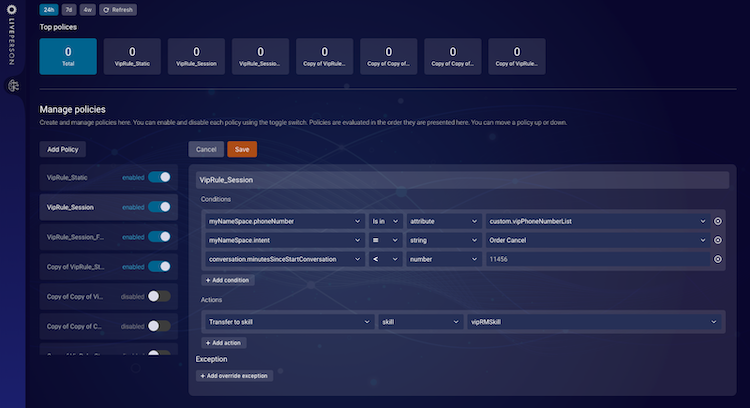 LIVEPERSON
24h 7d 4w Refresh
Top polices
0 0 0 0 0 0 0 0
Total VipRule_Static VipRule_Session VipRule_Sessio... Copy of VipRule... Copy of Copy of... Copy of Copy of... Copy of VipRule...
Manage policies
Create and manage policies here. You can enable and disable each policy using the toggle switch. Policies are evaluated in the order they are presented here. You can move a policy up or down.
Add Policy
Cancel Save
VipRule_Static enabled
VipRule_Session enabled
VipRule_Session_F... enabled
Copy of VipRule_St... enabled
Copy of Copy of Vi... disabled
Copy of Copy of C... disabled
VipRule_Session
Conditions
myNameSpace.phoneNumber Is in attribute custom.vipPhoneNumberList
myNameSpace.intent = string Order Cancel
conversation.minutesSinceStartConversation < number 11456
+ Add condition
Actions
Transfer to skill skill vipRMSkill
+ Add action
Exception
+ Add override exception